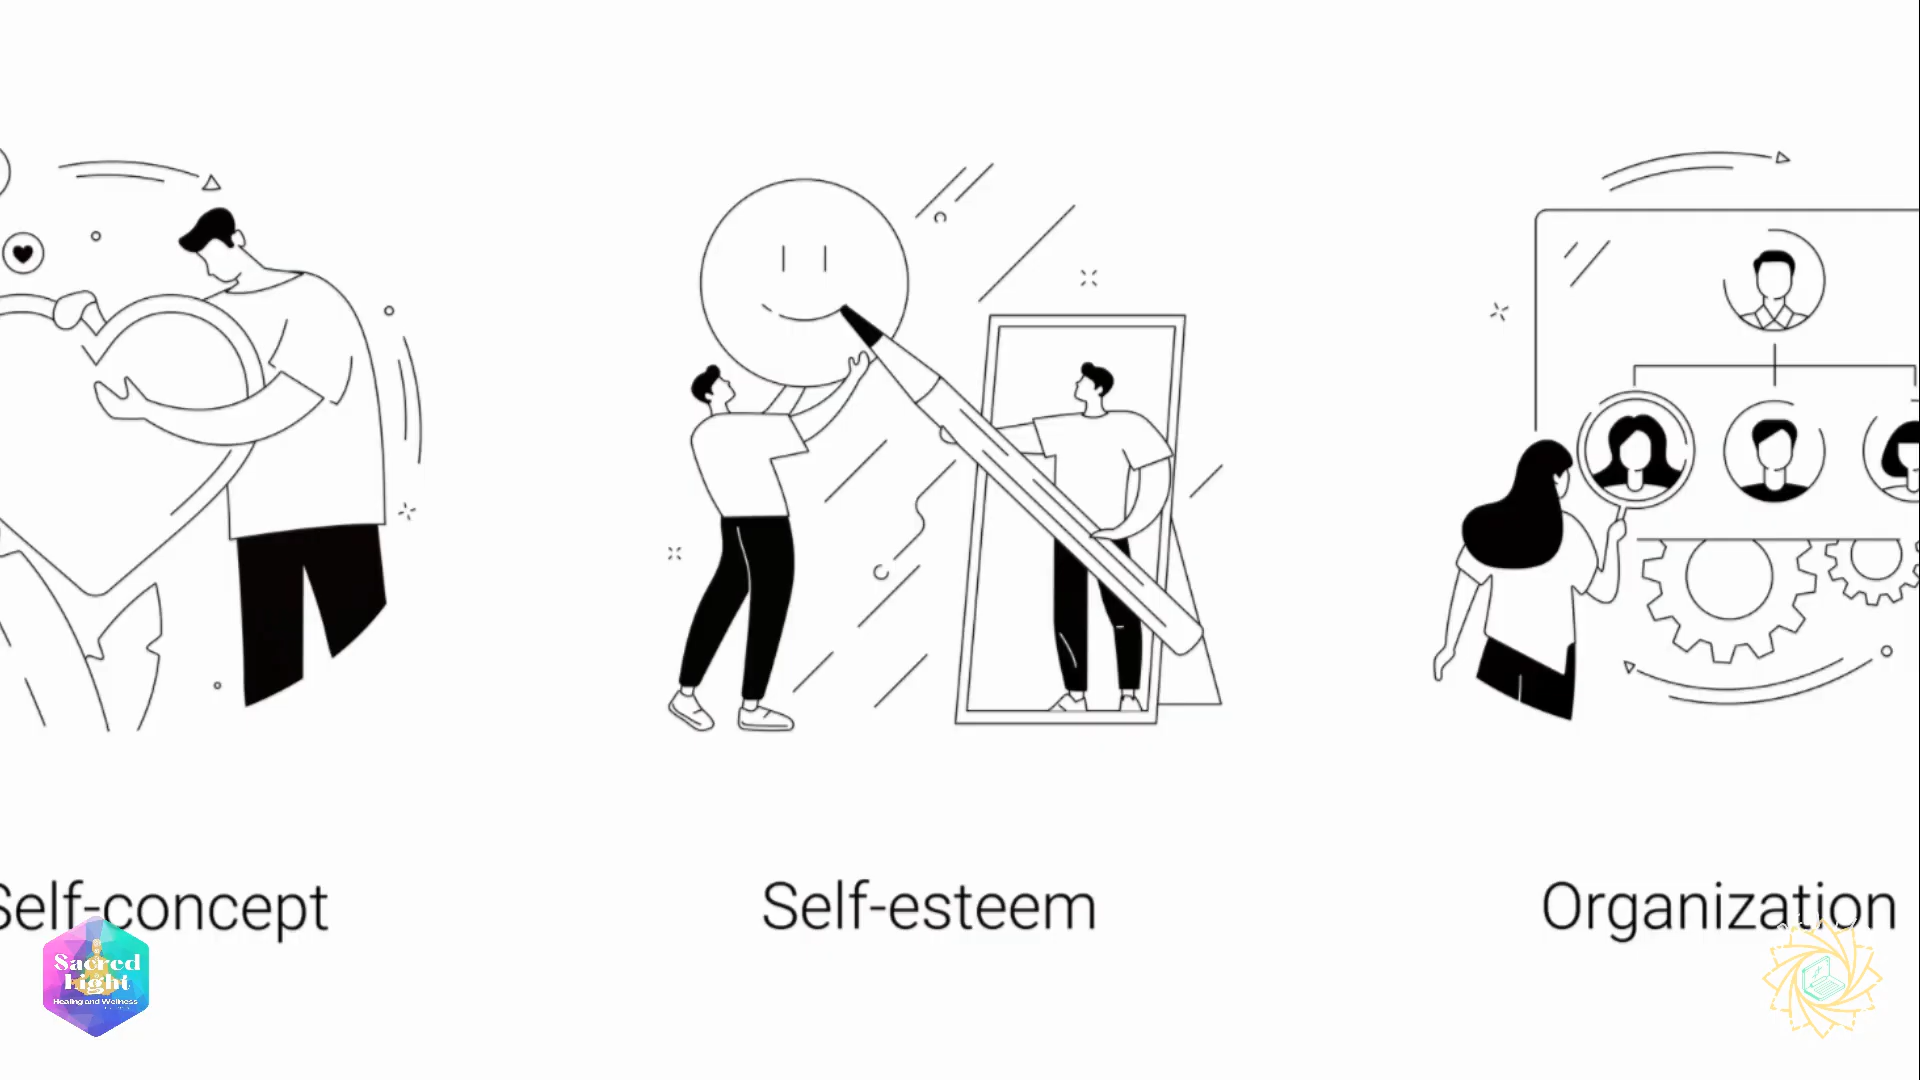 Self-concept
Self-esteem
Organization
Sacred
Light
Healing and Wellness